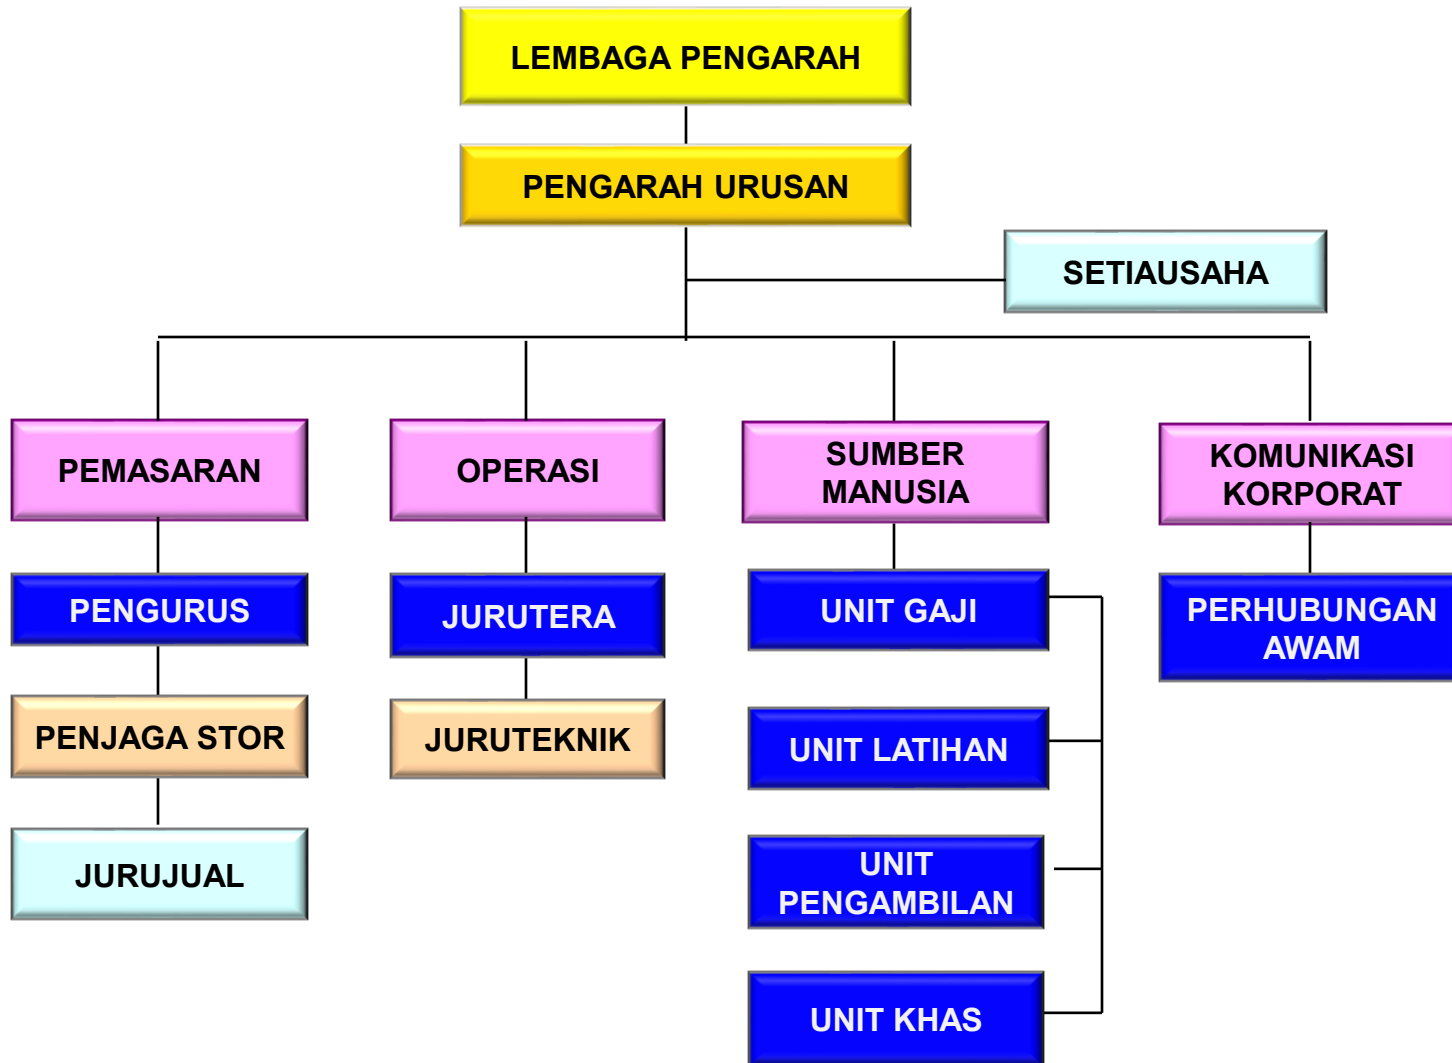 LEMBAGA PENGARAH
PENGARAH URUSAN
SETIAUSAHA
PEMASARAN
OPERASI
SUMBER
MANUSIA
KOMUNIKASI
KORPORAT
PENGURUS
JURUTERA
UNIT GAJI
PERHUBUNGAN
AWAM
PENJAGA STOR
JURUTEKNIK
UNIT LATIHAN
JURUJUAL
UNIT
PENGAMBILAN
UNIT KHAS